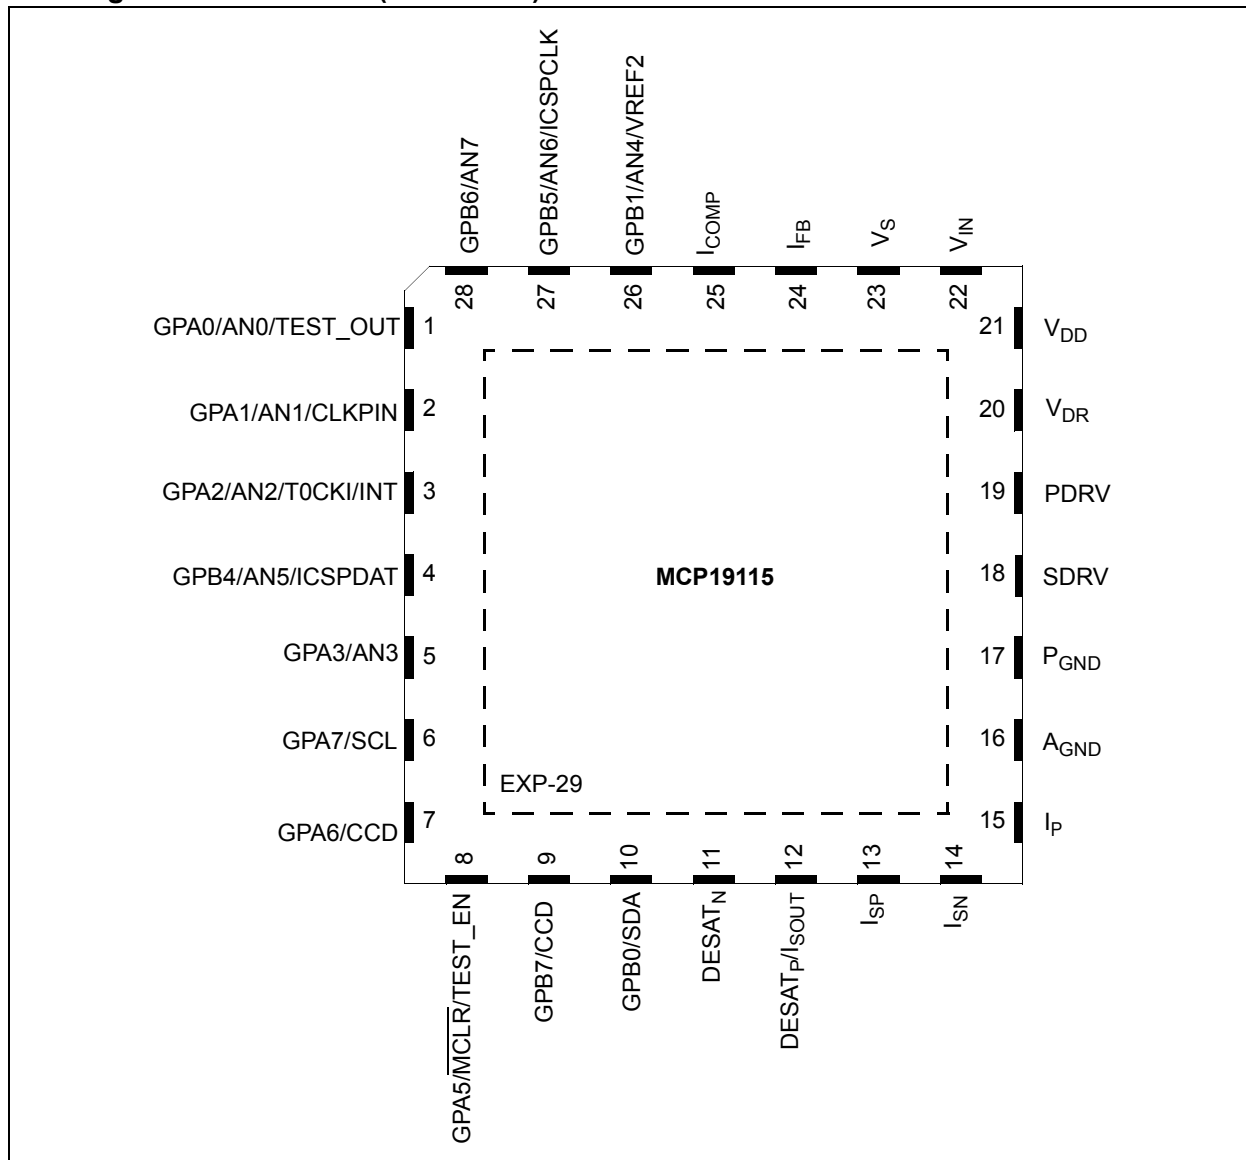 GPB6/AN7
GPB5/AN6/ICSPCLK
GPB1/AN4/VREF2
ICOMP
IFB
VS
VIN
28
27
26
25
24
23
22
GPA0/AN0/TEST_OUT 1
GPA1/AN1/CLKPIN 2
GPA2/AN2/T0CKI/INT 3
GPB4/AN5/ICSPDAT 4
GPA3/AN3 5
GPA7/SCL 6
GPA6/CCD 7
21 VDD
20 VDR
19 PDRV
18 SDRV
17 PGND
16 AGND
15 IP
MCP19115
EXP-29
8
9
10
11
12
13
14
GPA5/MCLR/TEST_EN
GPB7/CCD
GPB0/SDA
DESATN
DESATP/ISOUT
ISP
ISN